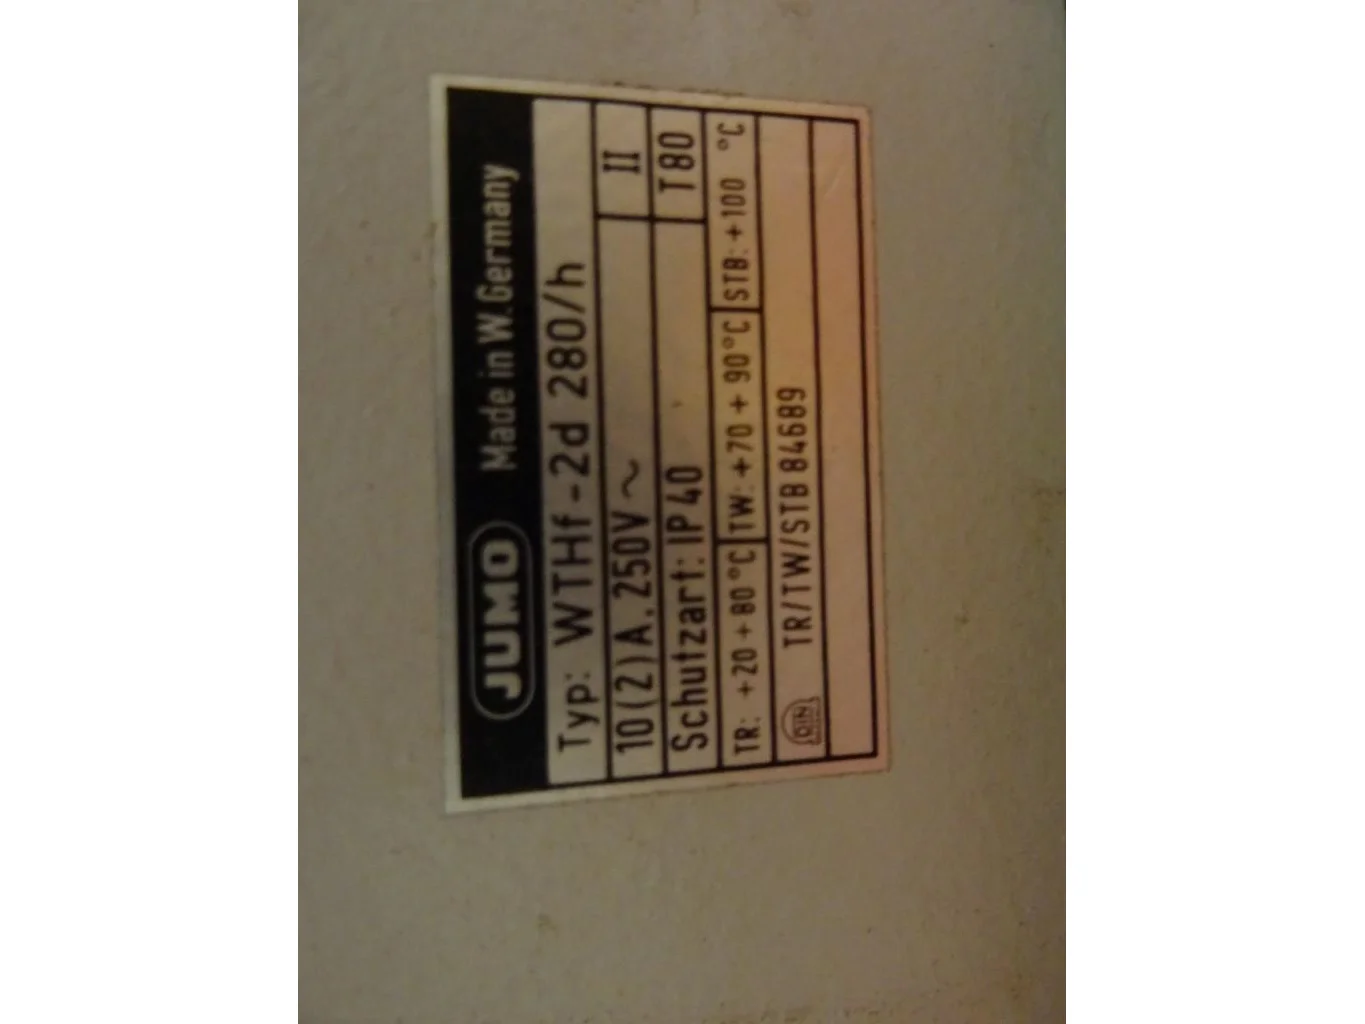 JUMO Made in W. Germany
Typ: WTHf-2d 280/h
10(2)A, 250V~ II
Schutzart: IP40 T80
TR: +20+80°C TW: +70+90°C STB: +100 °C
DIN TR/TW/STB 84689